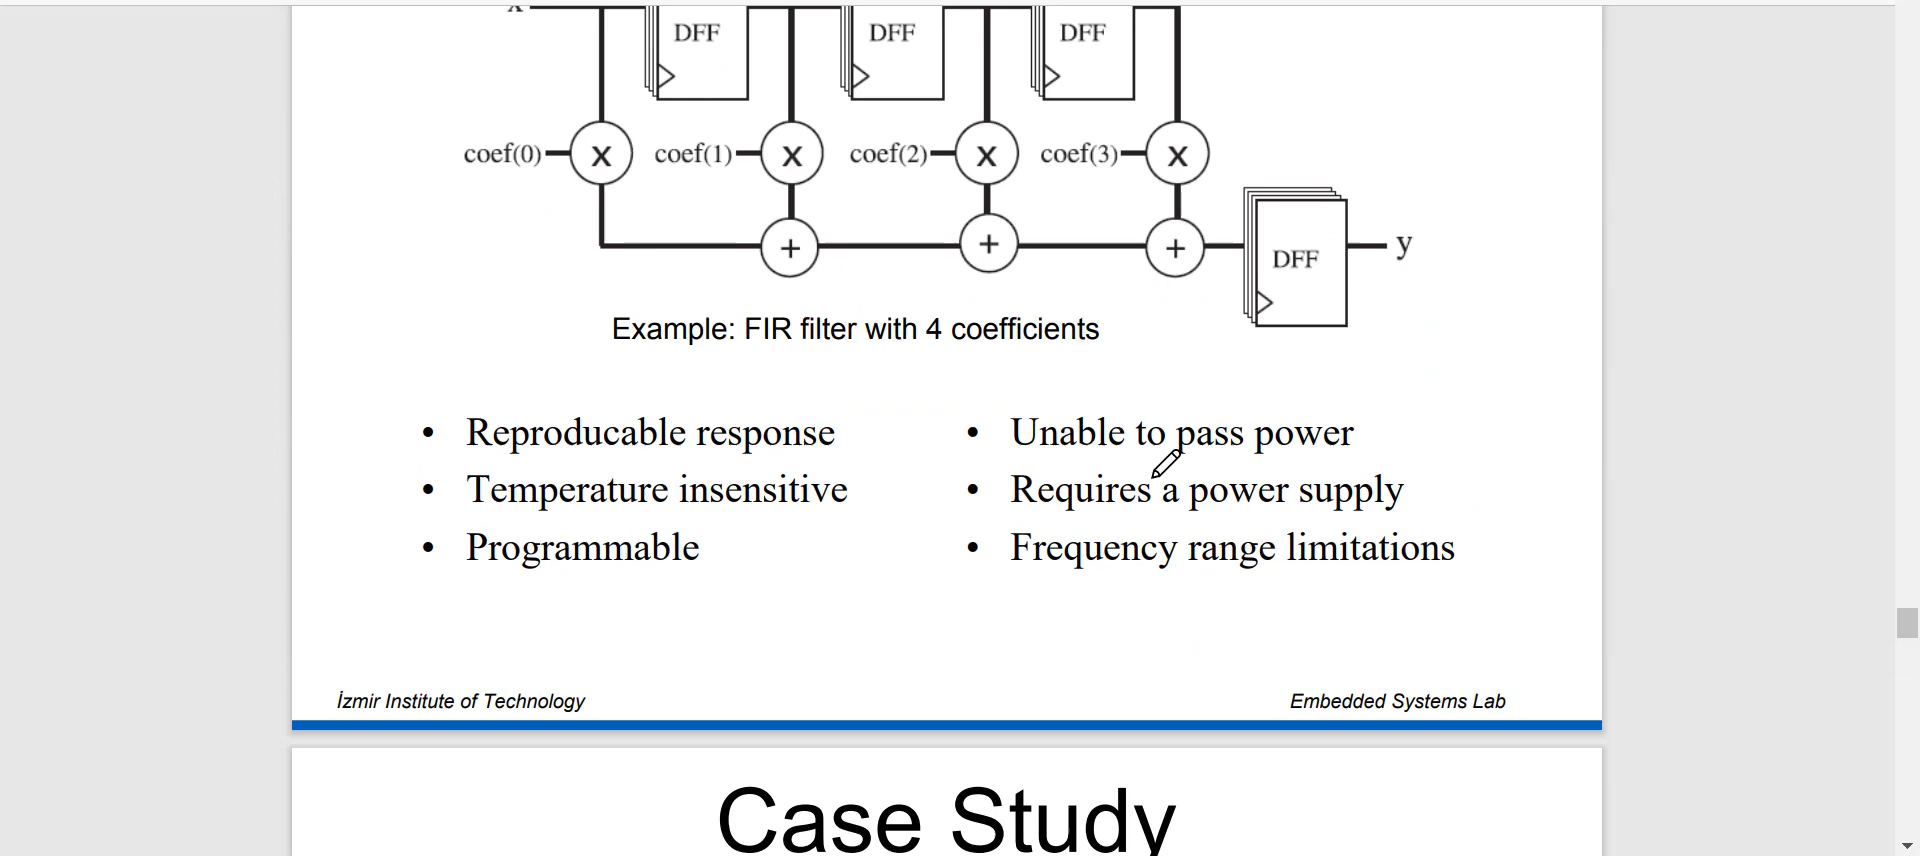 x
DFF DFF DFF
coef(0) x coef(1) x coef(2) x coef(3) x
+ + + DFF y
Example: FIR filter with 4 coefficients
• Reproducable response
• Temperature insensitive
• Programmable
• Unable to pass power
• Requires a power supply
• Frequency range limitations
İzmir Institute of Technology
Embedded Systems Lab
Case Study